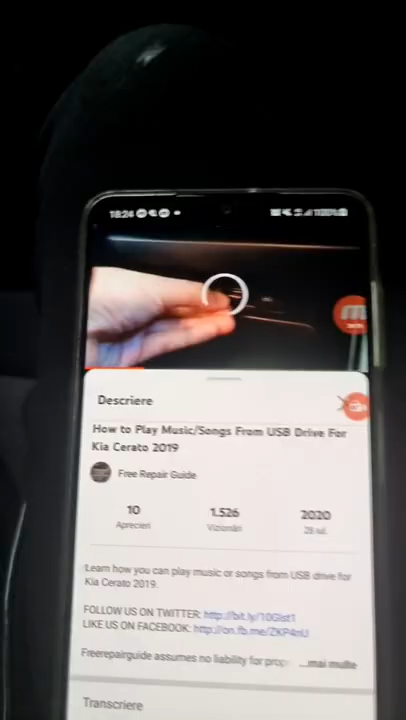 18:24
100%
Descriere
How to Play Music/Songs From USB Drive For
Kia Cerato 2019
Free Repair Guide
10
1.526
2020
Aprecieri
Vizionări
28 iul.
Learn how you can play music or songs from USB drive for
Kia Cerato 2019.
FOLLOW US ON TWITTER: http://bit.ly/10Glst1
LIKE US ON FACEBOOK: http://on.fb.me/ZKP4nU
Freerepairguide assumes no liability for prop ...mai multe
Transcriere